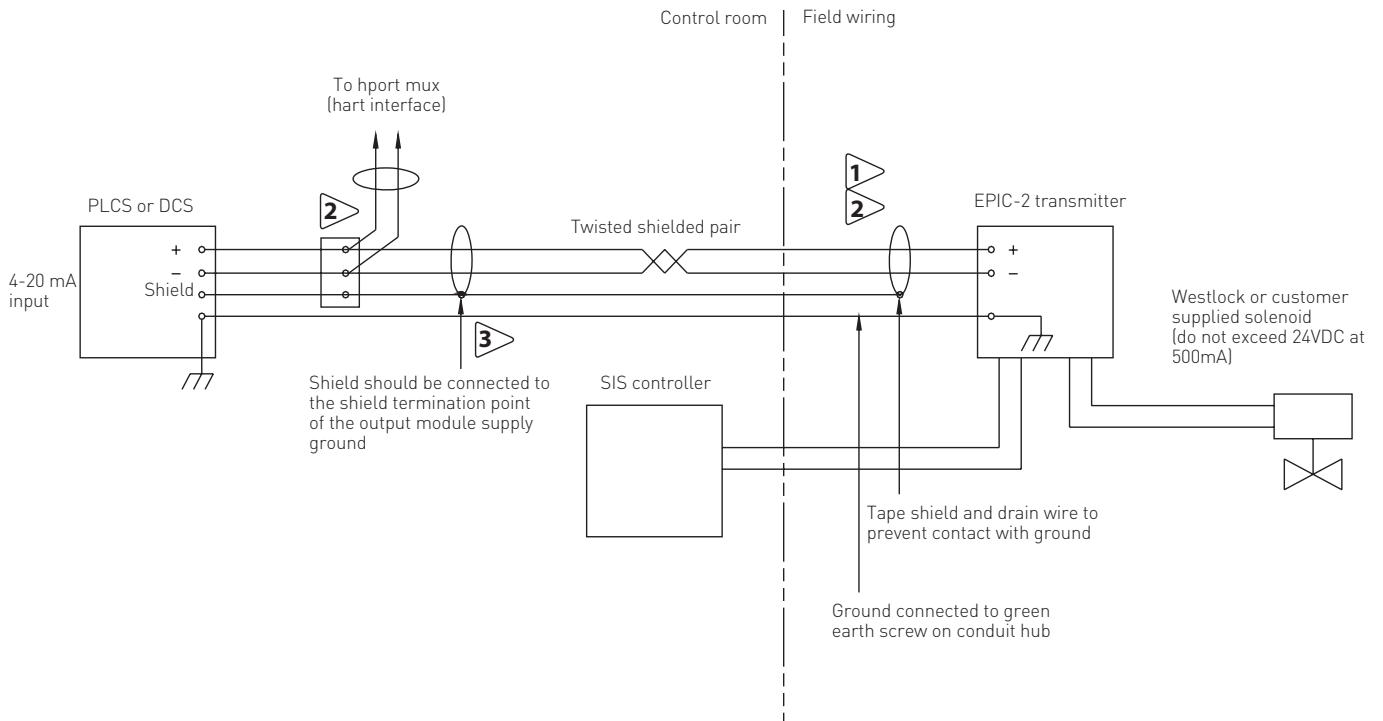 Control room
Field wiring
To hport mux
(hart interface)
1
2
2
PLCS or DCS
EPIC-2 transmitter
Twisted shielded pair
+
–
Shield
4-20 mA
input
+
–
3
Westlock or customer
supplied solenoid
(do not exceed 24VDC at
500mA)
Shield should be connected to
the shield termination point
of the output module supply
ground
SIS controller
Tape shield and drain wire to
prevent contact with ground
Ground connected to green
earth screw on conduit hub